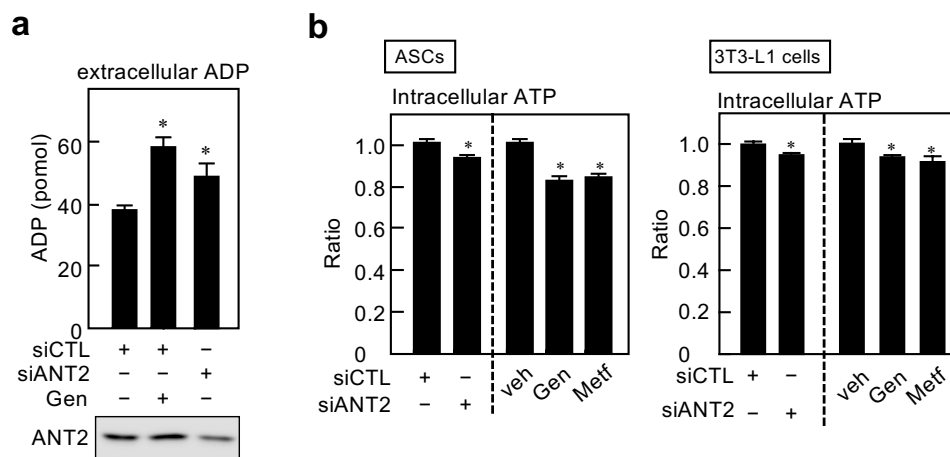 a
extracellular ADP
ADP (pomol)
60
40
20
0
*
*
siCTL + + –
siANT2 – – +
Gen – + –
ANT2
b
ASCs
Intracellular ATP
Ratio
1.0
0.8
0.6
0.4
0.2
0
*
*
*
siCTL + –
siANT2 – +
veh
Gen
Metf
3T3-L1 cells
Intracellular ATP
Ratio
1.0
0.8
0.6
0.4
0.2
0
*
*
*
siCTL + –
siANT2 – +
veh
Gen
Metf